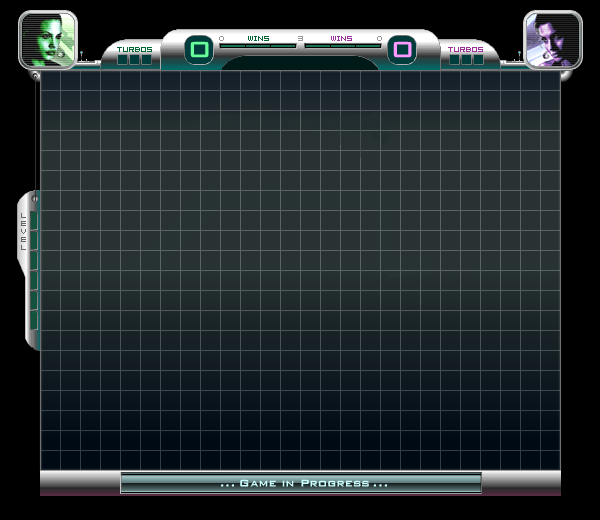 0 WINS 3 WINS 0
TURBOS TURBOS
LEVEL
... GAME IN PROGRESS ...